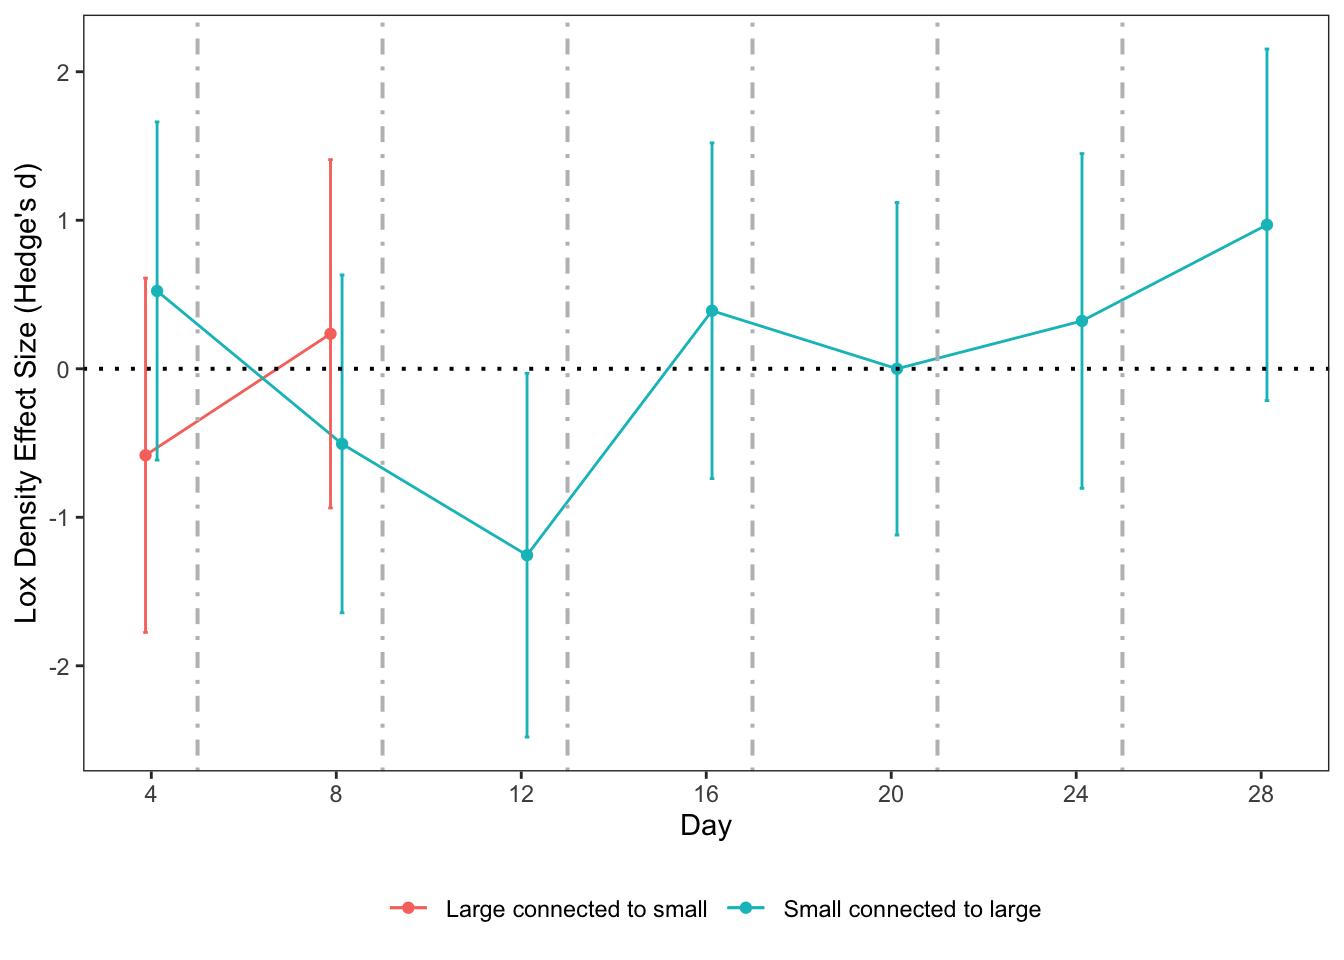 Lox Density Effect Size (Hedge's d)
2
1
0
-1
-2
4 8 12 16 20 24 28
Day
Large connected to small Small connected to large